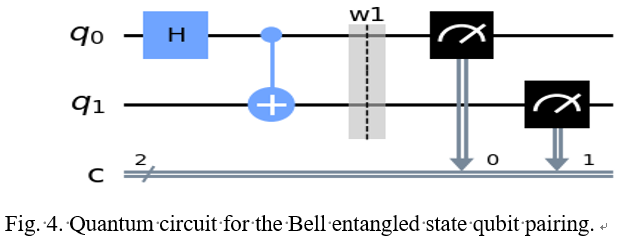 w1
q0 H
q1
2 0 1
c
Fig. 4. Quantum circuit for the Bell entangled state qubit pairing.